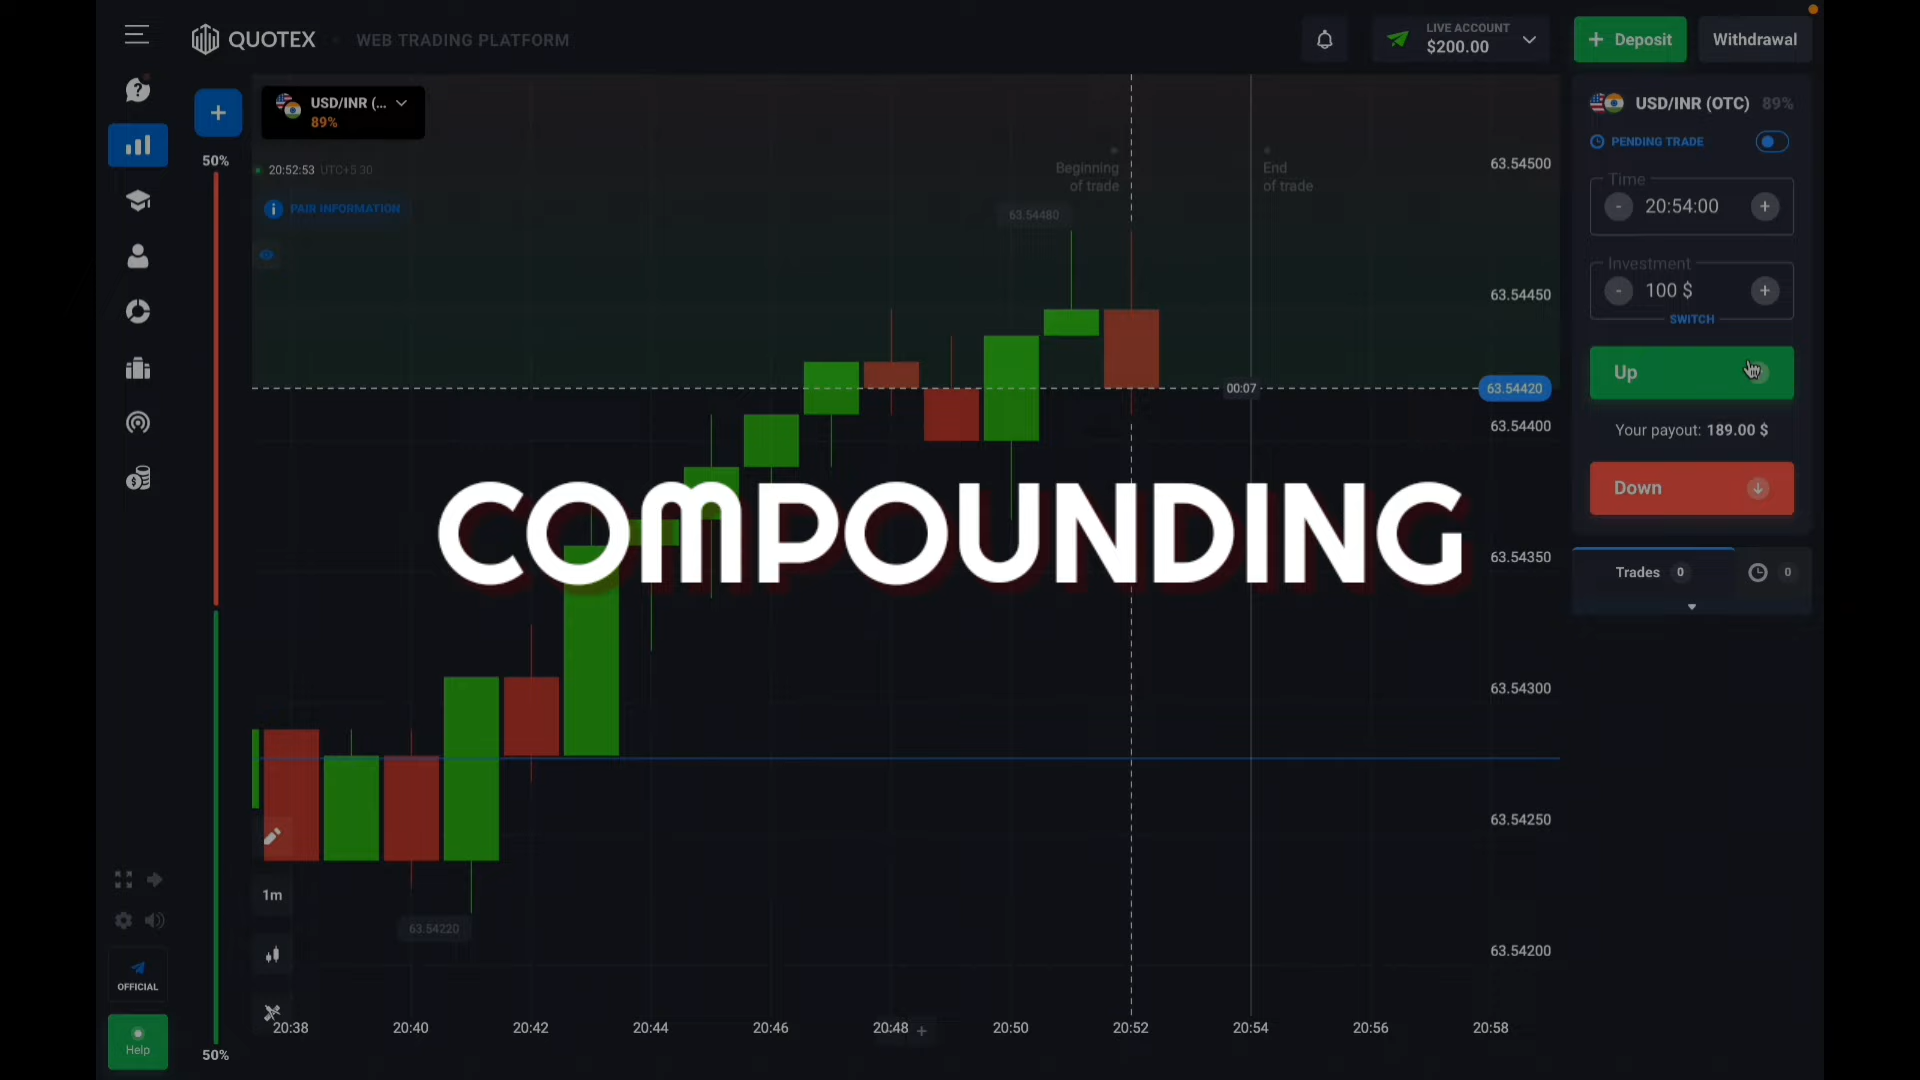 QUOTEX
WEB TRADING PLATFORM
LIVE ACCOUNT
$200.00
+ Deposit
Withdrawal
+
USD/INR (...
89%
50%
20:52:53 UTC+5:30
PAIR INFORMATION
Beginning
of trade
End
of trade
63.54480
63.54500
63.54450
00:07
63.54420
63.54400
63.54350
63.54300
63.54250
63.54200
COMPOUNDING
63.54220
1m
USD/INR (OTC) 89%
PENDING TRADE
Time
- 20:54:00 +
Investment
- 100 $ +
SWITCH
Up
Your payout: 189.00 $
Down
Trades 0
0
OFFICIAL
Help
50%
20:38
20:40
20:42
20:44
20:46
20:48
+
20:50
20:52
20:54
20:56
20:58